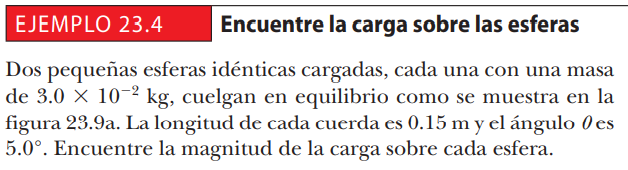 EJEMPLO 23.4 Encuentre la carga sobre las esferas
Dos pequeñas esferas idénticas cargadas, cada una con una masa
de 3.0 × 10⁻² kg, cuelgan en equilibrio como se muestra en la
figura 23.9a. La longitud de cada cuerda es 0.15 m y el ángulo θ es
5.0°. Encuentre la magnitud de la carga sobre cada esfera.